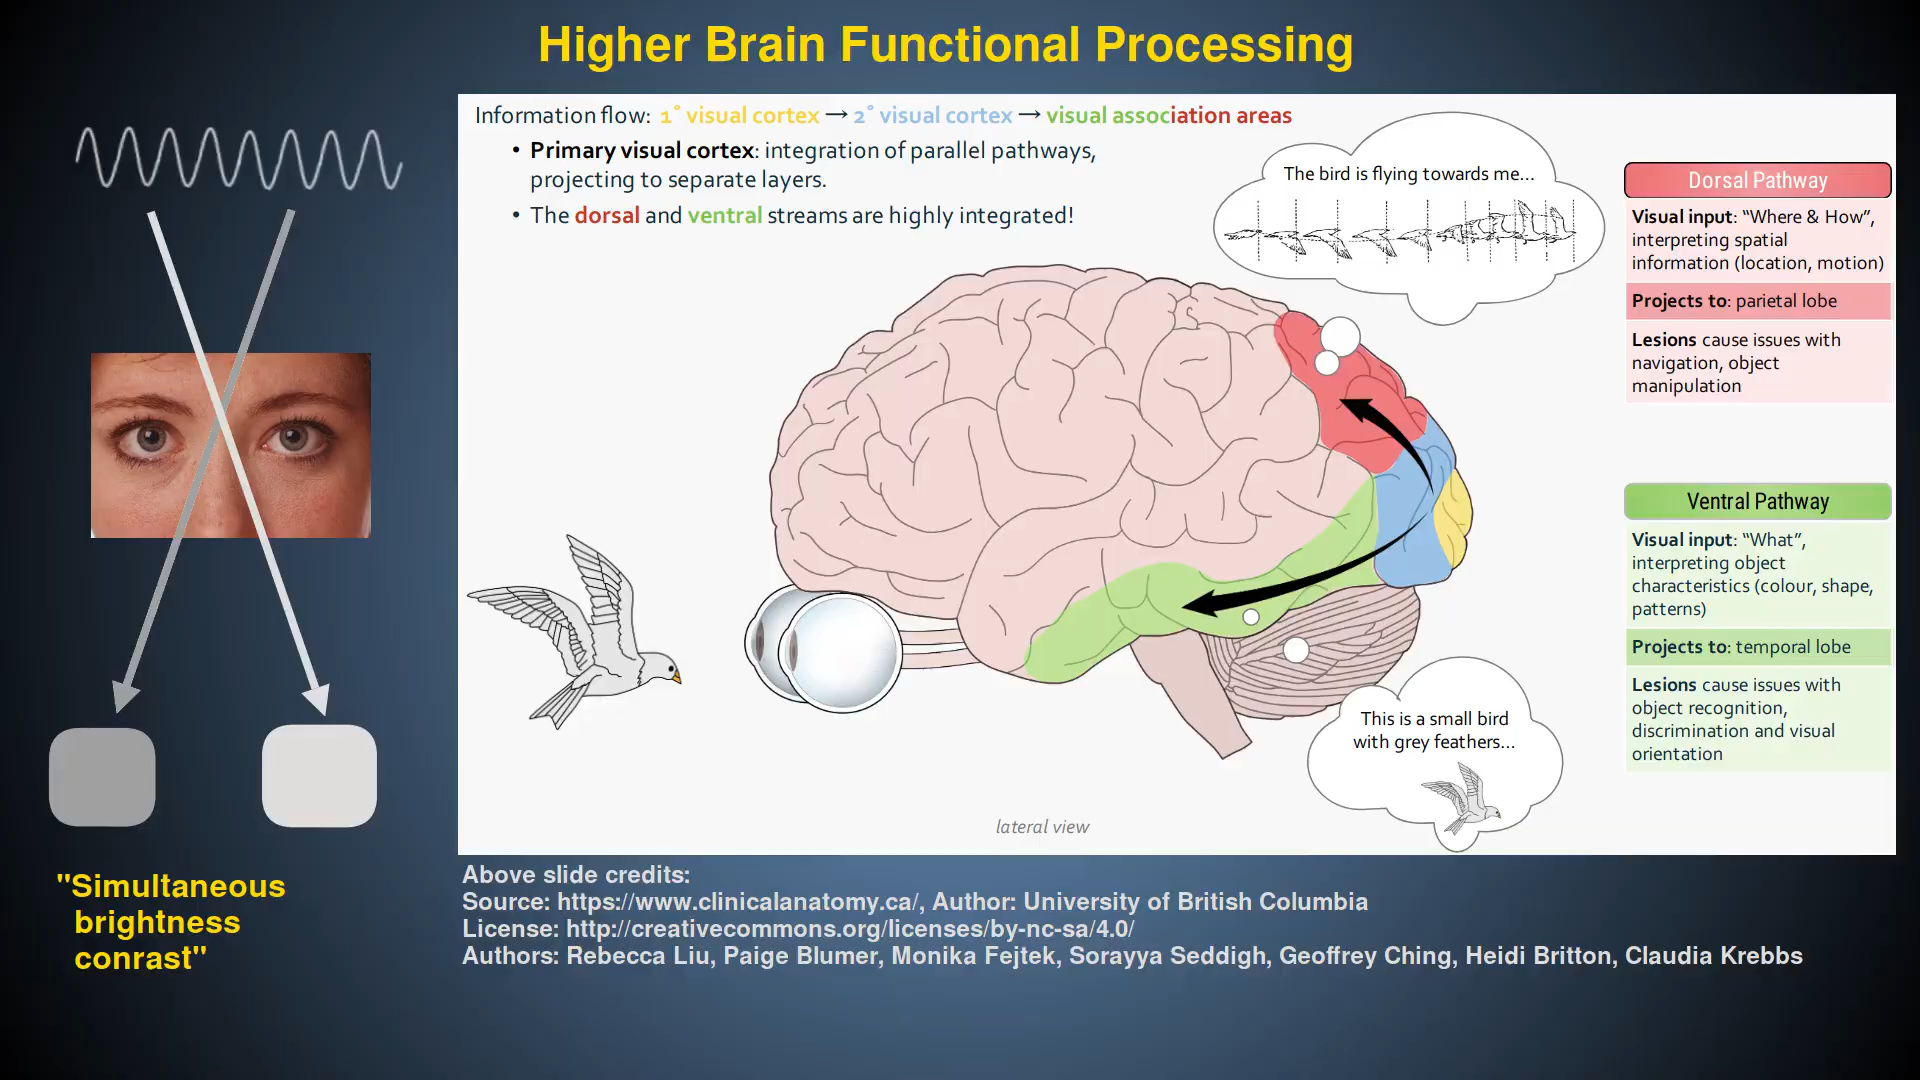 Higher Brain Functional Processing
Information flow: 1° visual cortex → 2° visual cortex → visual association areas
• Primary visual cortex: integration of parallel pathways,
projecting to separate layers.
• The dorsal and ventral streams are highly integrated!
The bird is flying towards me...
Dorsal Pathway
Visual input: “Where & How”,
interpreting spatial
information (location, motion)
Projects to: parietal lobe
Lesions cause issues with
navigation, object
manipulation
Ventral Pathway
Visual input: “What”,
interpreting object
characteristics (colour, shape,
patterns)
Projects to: temporal lobe
Lesions cause issues with
object recognition,
discrimination and visual
orientation
This is a small bird
with grey feathers...
lateral view
"Simultaneous
brightness
conrast"
Above slide credits:
Source: https://www.clinicalanatomy.ca/, Author: University of British Columbia
License: http://creativecommons.org/licenses/by-nc-sa/4.0/
Authors: Rebecca Liu, Paige Blumer, Monika Fejtek, Sorayya Seddigh, Geoffrey Ching, Heidi Britton, Claudia Krebbs